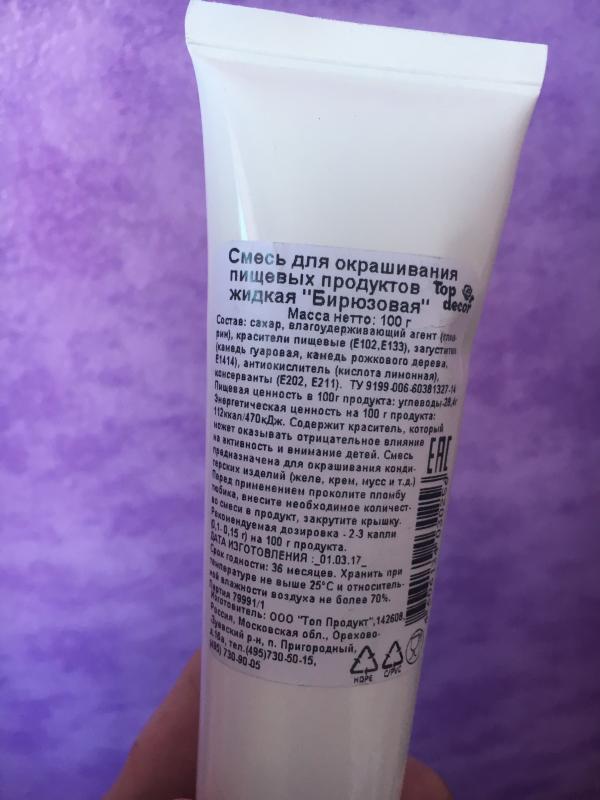 Смесь для окрашивания
пищевых продуктов
жидкая "Бирюзовая"
Top decor
Масса нетто: 100 г
Состав: сахар, влагоудерживающий агент
красители пищевые (Е102,Е133),
(камедь гуаровая, камедь рожкового дерева,
Е1414), антиокислитель (кислота лимонная),
консерванты (Е202, Е211). ТУ 9199-006-60381327-14
Пищевая ценность в 100г продукта: углеводы-28,4г
Энергетическая ценность на 100 г продукта:
112ккал/470кДж. Содержит краситель, который
может оказывать отрицательное влияние
на активность и внимание детей. Смесь
предназначена для окрашивания конди-
терских изделий (желе, крем, мусс и т.д.)
Перед применением проколите пломбу
тюбика, внесите необходимое количест-
во смеси в продукт, закрутите крышку.
Рекомендуемая дозировка - 2-3 капли
(0,1- 0,15 г) на 100 г продукта.
ДАТА ИЗГОТОВЛЕНИЯ :_01.03.17_
Срок годности: 36 месяцев. Хранить при
температуре не выше 25°С и относитель-
ной влажности воздуха не более 70%.
Партия 79991/1
Изготовитель: ООО "Топ Продукт",142608,
Россия, Московская обл., Орехово-
Зуевский р-н, п. Пригородный,
д.18а, тел.(495)730-50-15,
(495) 730-90-05
EAC
HDPE
C/PVC